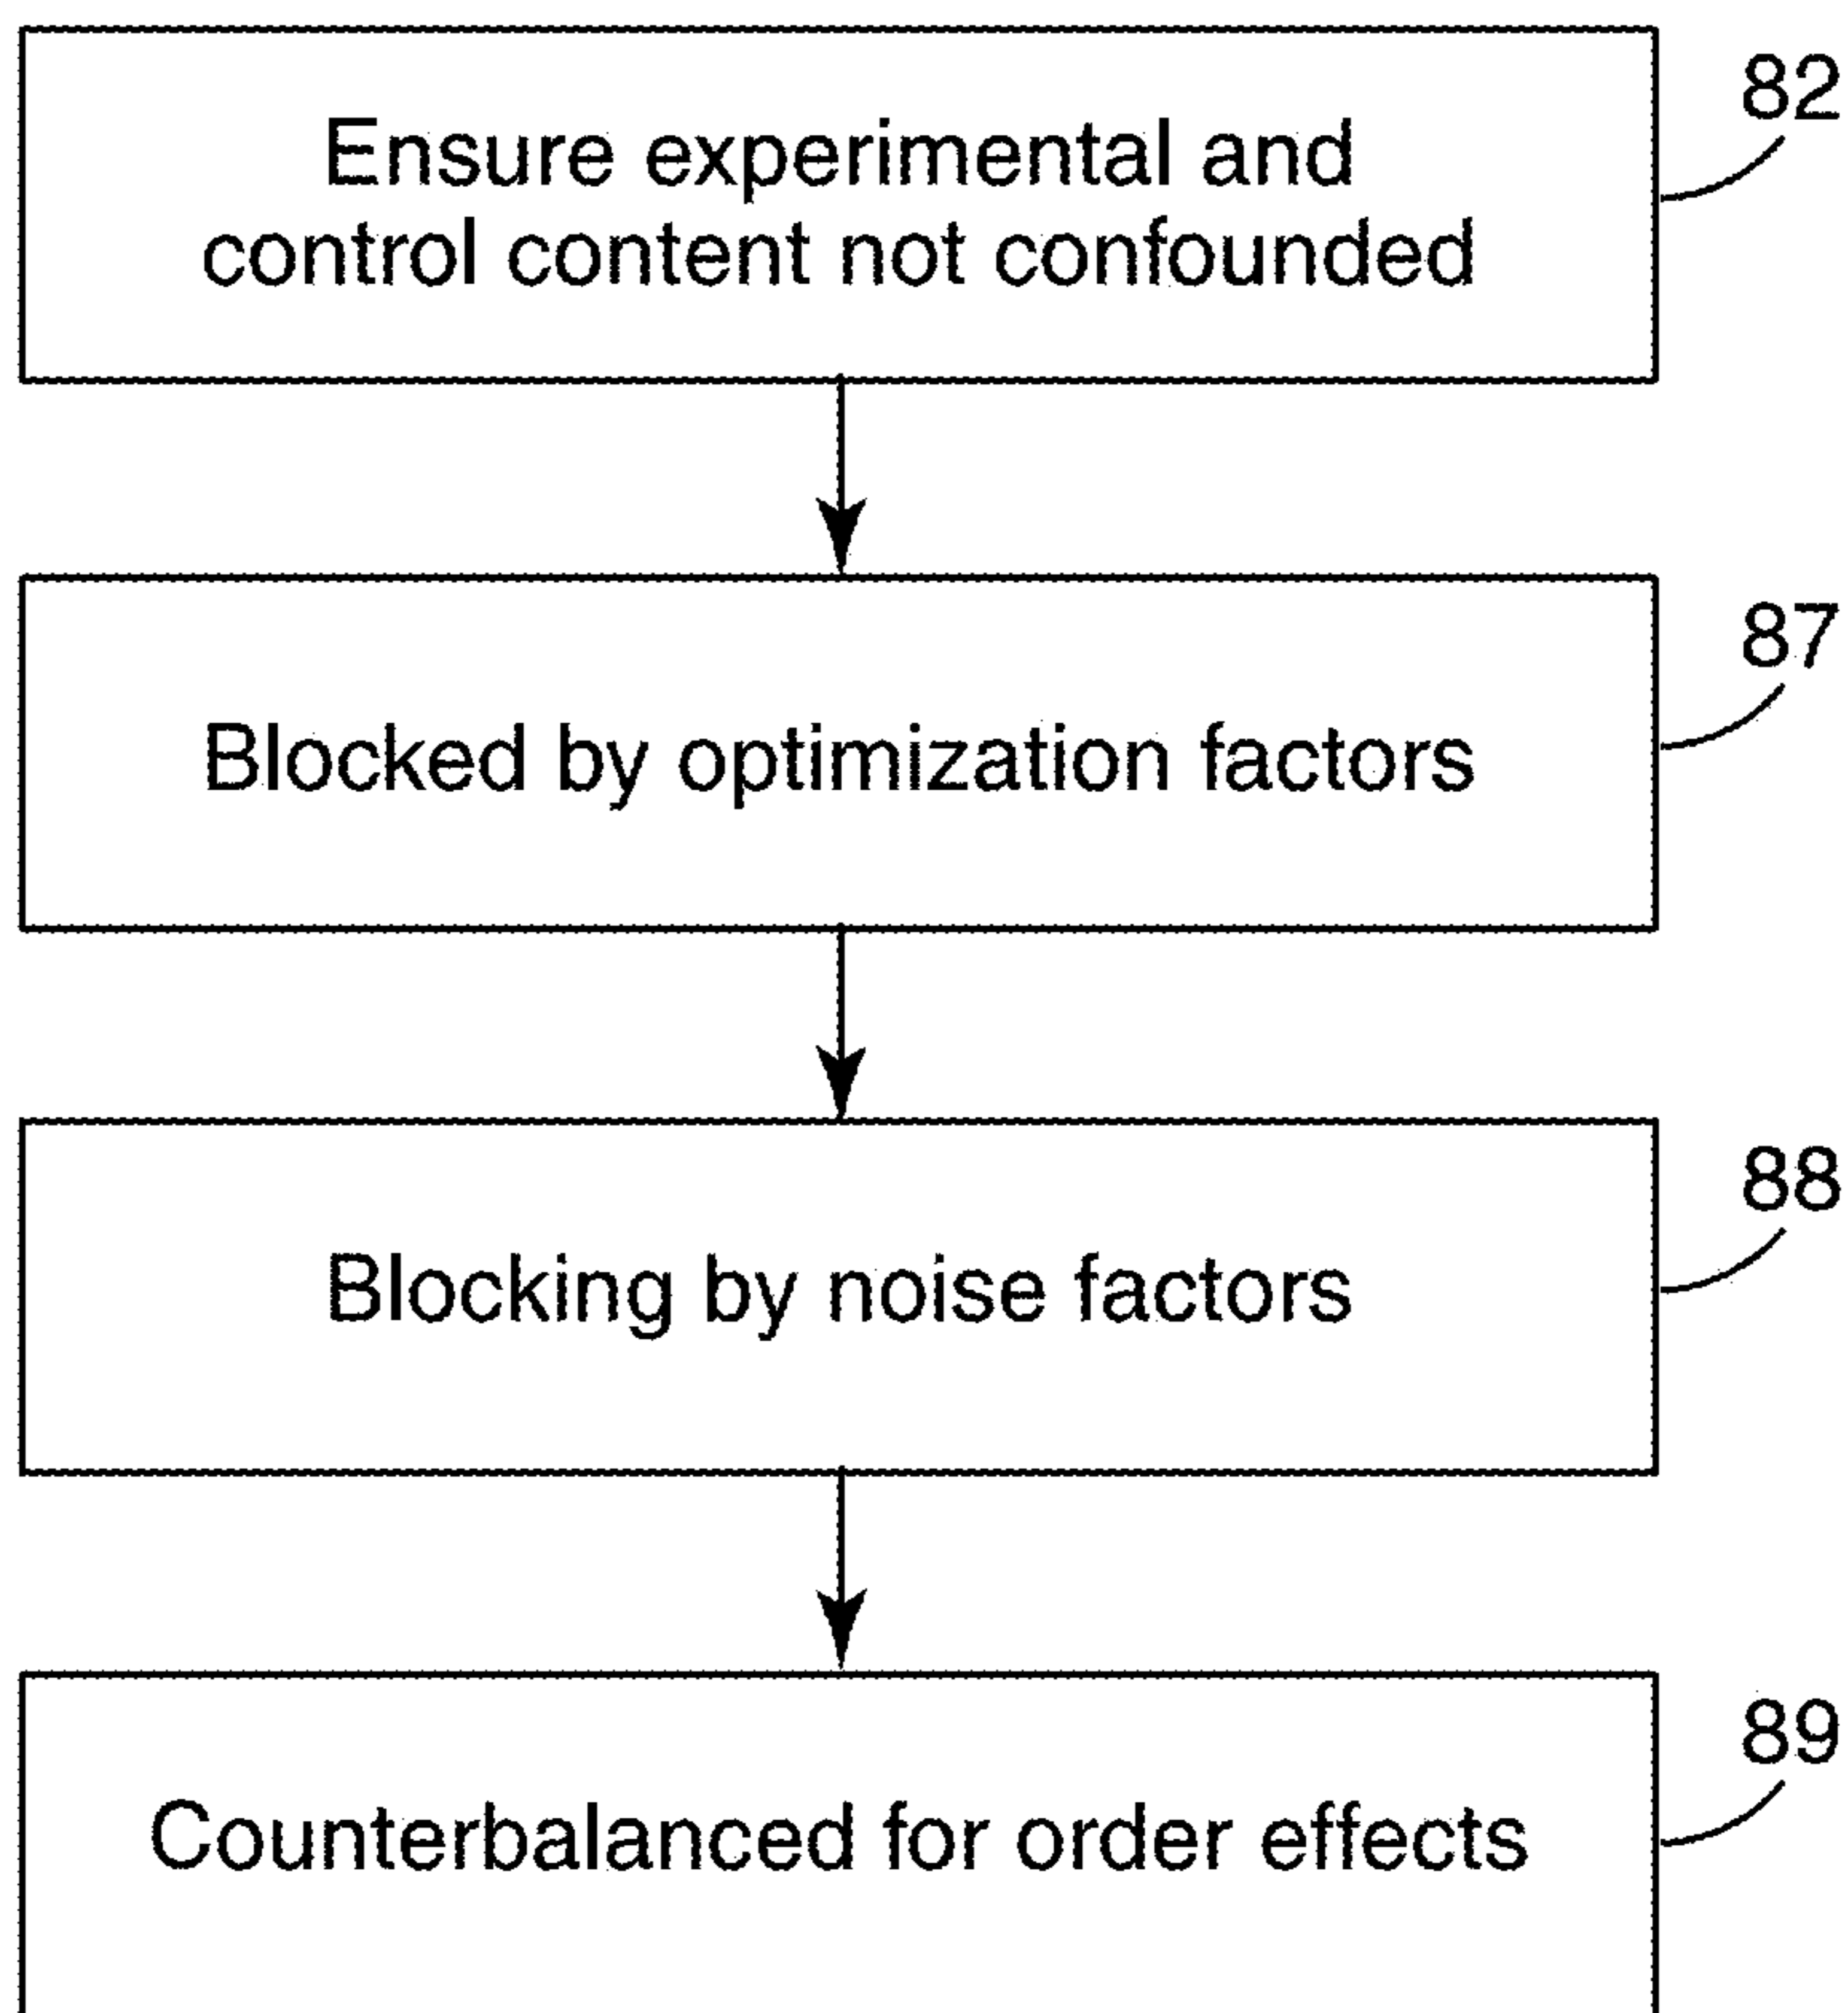 82
Ensure experimental and
control content not confounded
87
Blocked by optimization factors
88
Blocking by noise factors
89
Counterbalanced for order effects